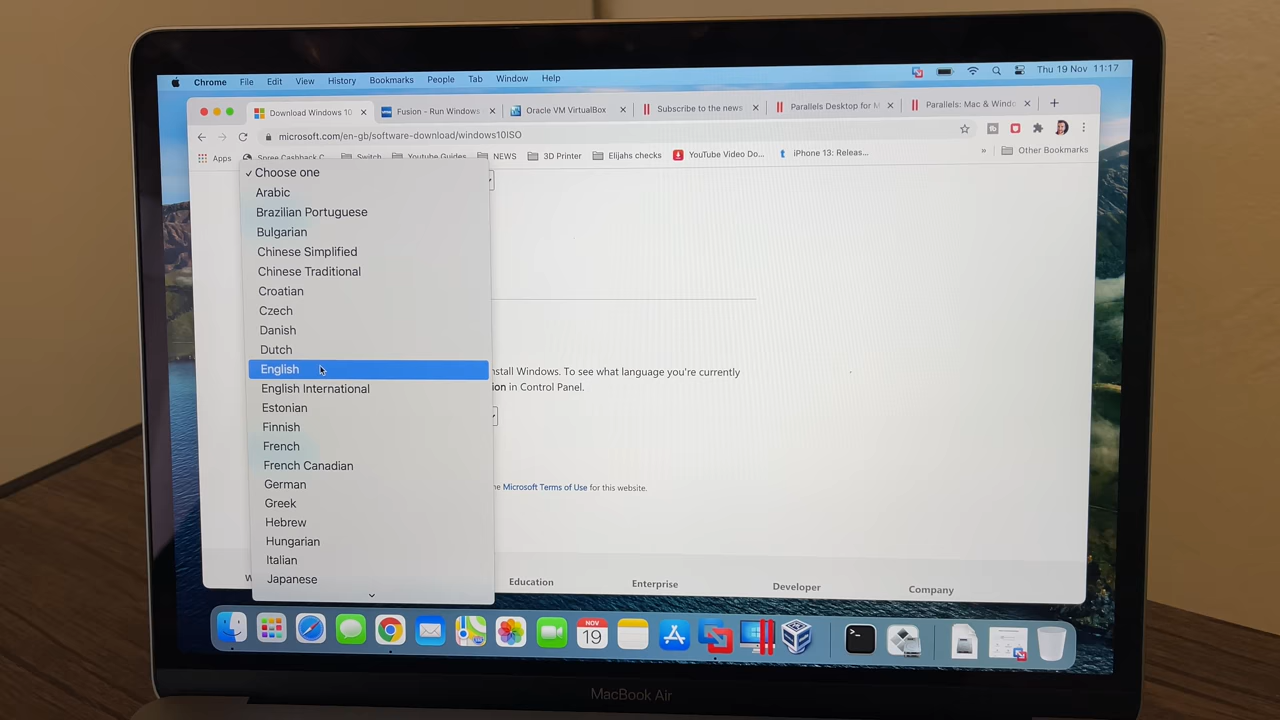 Chrome File Edit View History Bookmarks People Tab Window Help Thu 19 Nov 11:17
Download Windows 10 Fusion - Run Windows Oracle VM VirtualBox Subscribe to the news Parallels Desktop for M Parallels: Mac & Windo
microsoft.com/en-gb/software-download/windows10ISO
Apps Spree Cashback C... Switch Youtube Guides NEWS 3D Printer Elijahs checks YouTube Video Do... iPhone 13: Releas... » Other Bookmarks
✓ Choose one
Arabic
Brazilian Portuguese
Bulgarian
Chinese Simplified
Chinese Traditional
Croatian
Czech
Danish
Dutch
English
English International
Estonian
Finnish
French
French Canadian
German
Greek
Hebrew
Hungarian
Italian
Japanese
nstall Windows. To see what language you're currently
ion in Control Panel.
Microsoft Terms of Use for this website.
Education Enterprise Developer Company
NOV
19
MacBook Air